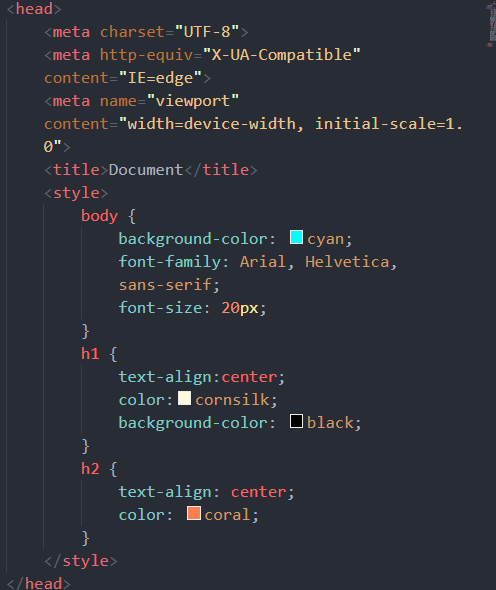 <head>
<meta charset="UTF-8">
<meta http-equiv="X-UA-Compatible"
content="IE=edge">
<meta name="viewport"
content="width=device-width, initial-scale=1.
0">
<title>Document</title>
<style>
body {
background-color: cyan;
font-family: Arial, Helvetica,
sans-serif;
font-size: 20px;
}
h1 {
text-align:center;
color: cornsilk;
background-color: black;
}
h2 {
text-align: center;
color: coral;
}
</style>
</head>